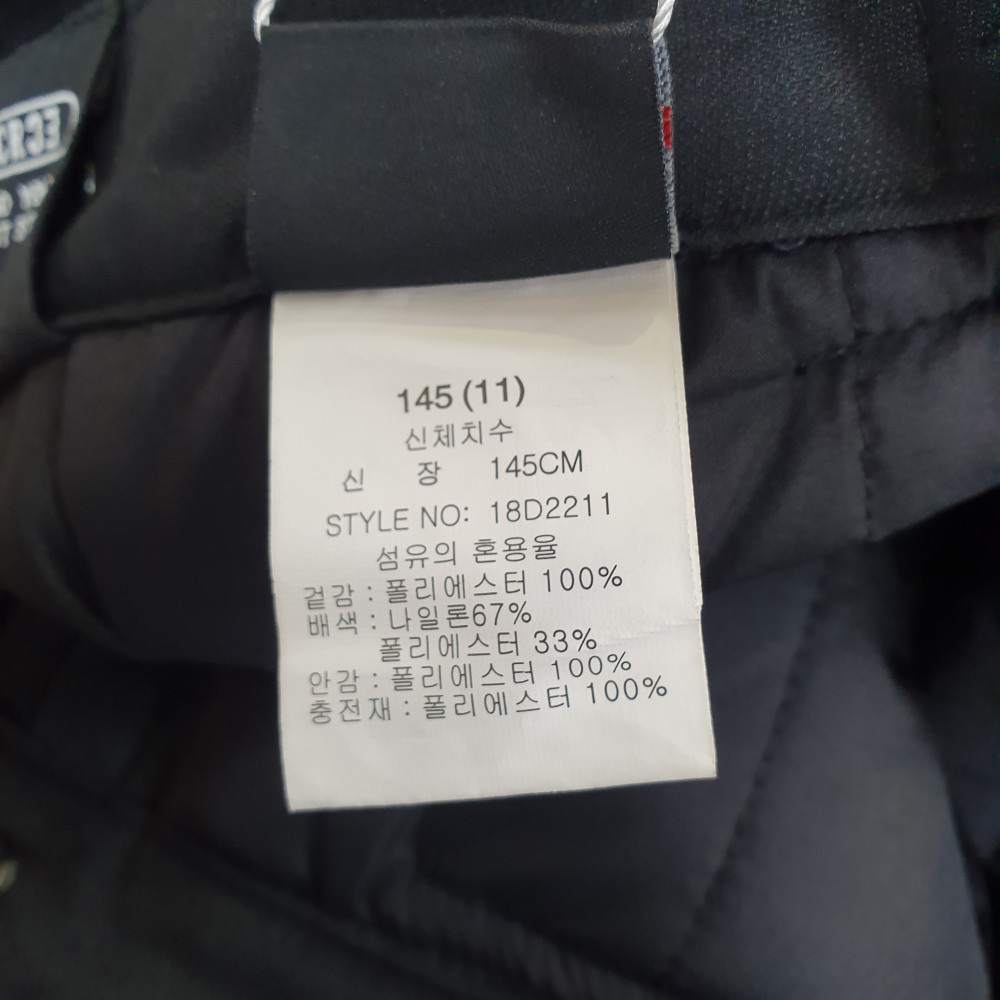 145 (11)
신체치수
신 장 145CM
STYLE NO: 18D2211
섬유의 혼용율
겉감 : 폴리에스터 100%
배색 : 나일론67%
폴리에스터 33%
안감 : 폴리에스터 100%
충전재 : 폴리에스터 100%